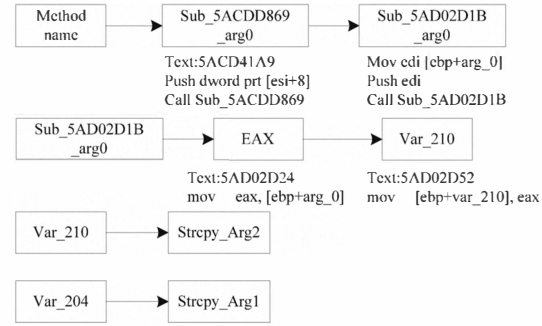 Method
name
Sub_5ACDD869
_arg0
Sub_5AD02D1B
_arg0
Text:5ACD41A9
Push dword prt [esi+8]
Call Sub_5ACDD869
Mov edi [ebp+arg_0]
Push edi
Call Sub_5AD02D1B
Sub_5AD02D1B
_arg0
EAX
Var_210
Text:5AD02D24
mov eax, [ebp+arg_0]
Text:5AD02D52
mov [ebp+var_210], eax
Var_210
Strcpy_Arg2
Var_204
Strcpy_Arg1